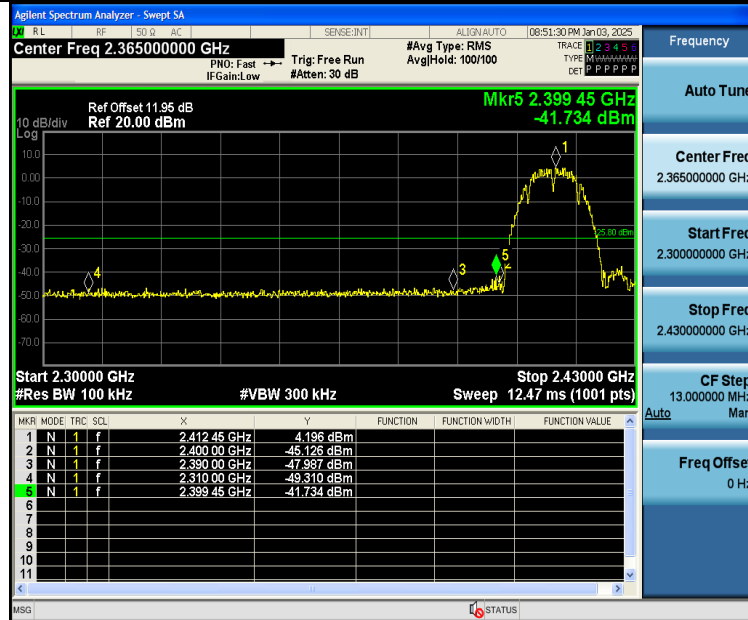 Agilent Spectrum Analyzer - Swept SA
LXI RL RF 50 Ω AC SENSE:INT ALIGN AUTO 08:51:30 PM Jan 03, 2025
Center Freq 2.365000000 GHz
PNO: Fast
IFGain:Low
Trig: Free Run
#Atten: 30 dB
#Avg Type: RMS
Avg|Hold: 100/100
TRACE 1 2 3 4 5 6
TYPE M
DET P P P P P P
Ref Offset 11.95 dB
10 dB/div Ref 20.00 dBm
Log
Mkr5 2.399 45 GHz
-41.734 dBm
10.0
0.00
-10.0
-20.0
-30.0
-40.0
-50.0
-60.0
-70.0
1
3
4
5
25.80 dBm
Start 2.30000 GHz Stop 2.43000 GHz
#Res BW 100 kHz #VBW 300 kHz Sweep 12.47 ms (1001 pts)
MKR MODE TRC SCL X Y FUNCTION FUNCTION WIDTH FUNCTION VALUE
1 N 1 f 2.412 45 GHz 4.196 dBm
2 N 1 f 2.400 00 GHz -45.126 dBm
3 N 1 f 2.390 00 GHz -47.987 dBm
4 N 1 f 2.310 00 GHz -49.310 dBm
5 N 1 f 2.399 45 GHz -41.734 dBm
6
7
8
9
10
11
MSG STATUS
Frequency
Auto Tune
Center Freq
2.365000000 GHz
Start Freq
2.300000000 GHz
Stop Freq
2.430000000 GHz
CF Step
13.000000 MHz
Auto Man
Freq Offset
0 Hz